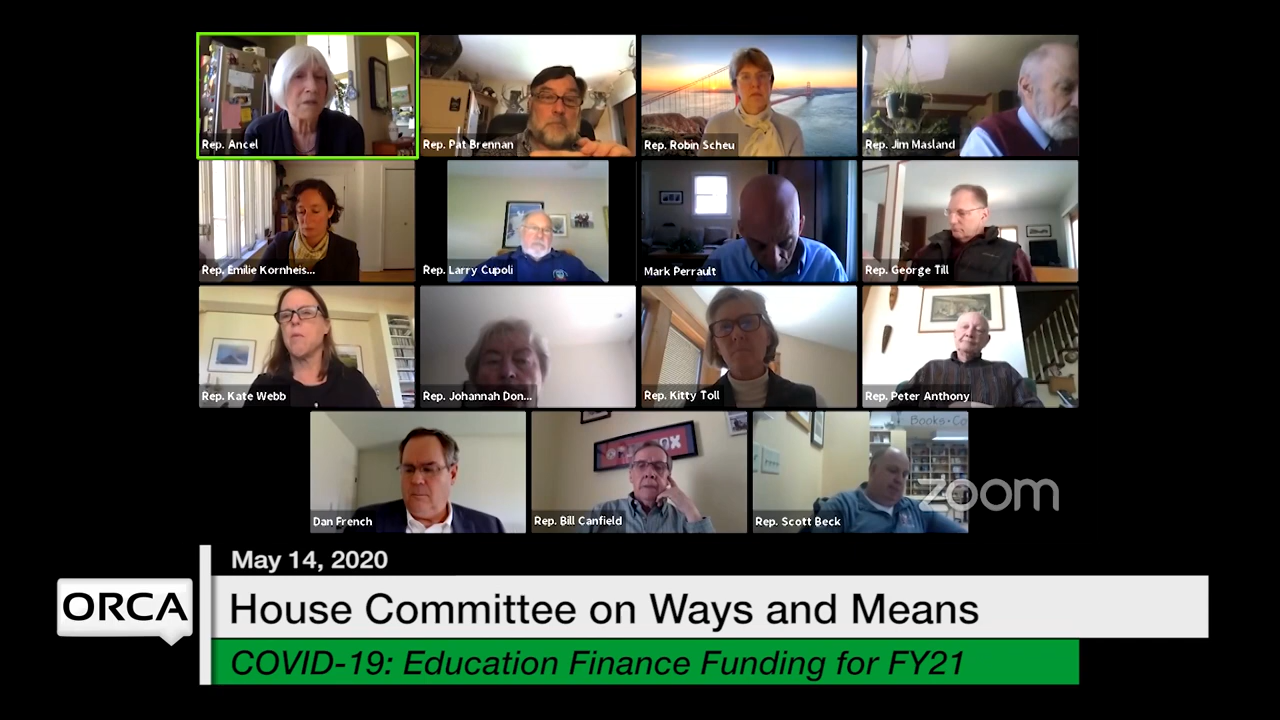 Rep. Ancel
Rep. Pat Brennan
Rep. Robin Scheu
Rep. Jim Masland
Rep. Emilie Kornheis...
Rep. Larry Cupoli
Mark Perrault
Rep. George Till
Rep. Kate Webb
Rep. Johannah Don...
Rep. Kitty Toll
Rep. Peter Anthony
Books•Co
Dan French
Rep. Bill Canfield
Rep. Scott Beck
zoom
May 14, 2020
ORCA
House Committee on Ways and Means
COVID-19: Education Finance Funding for FY21